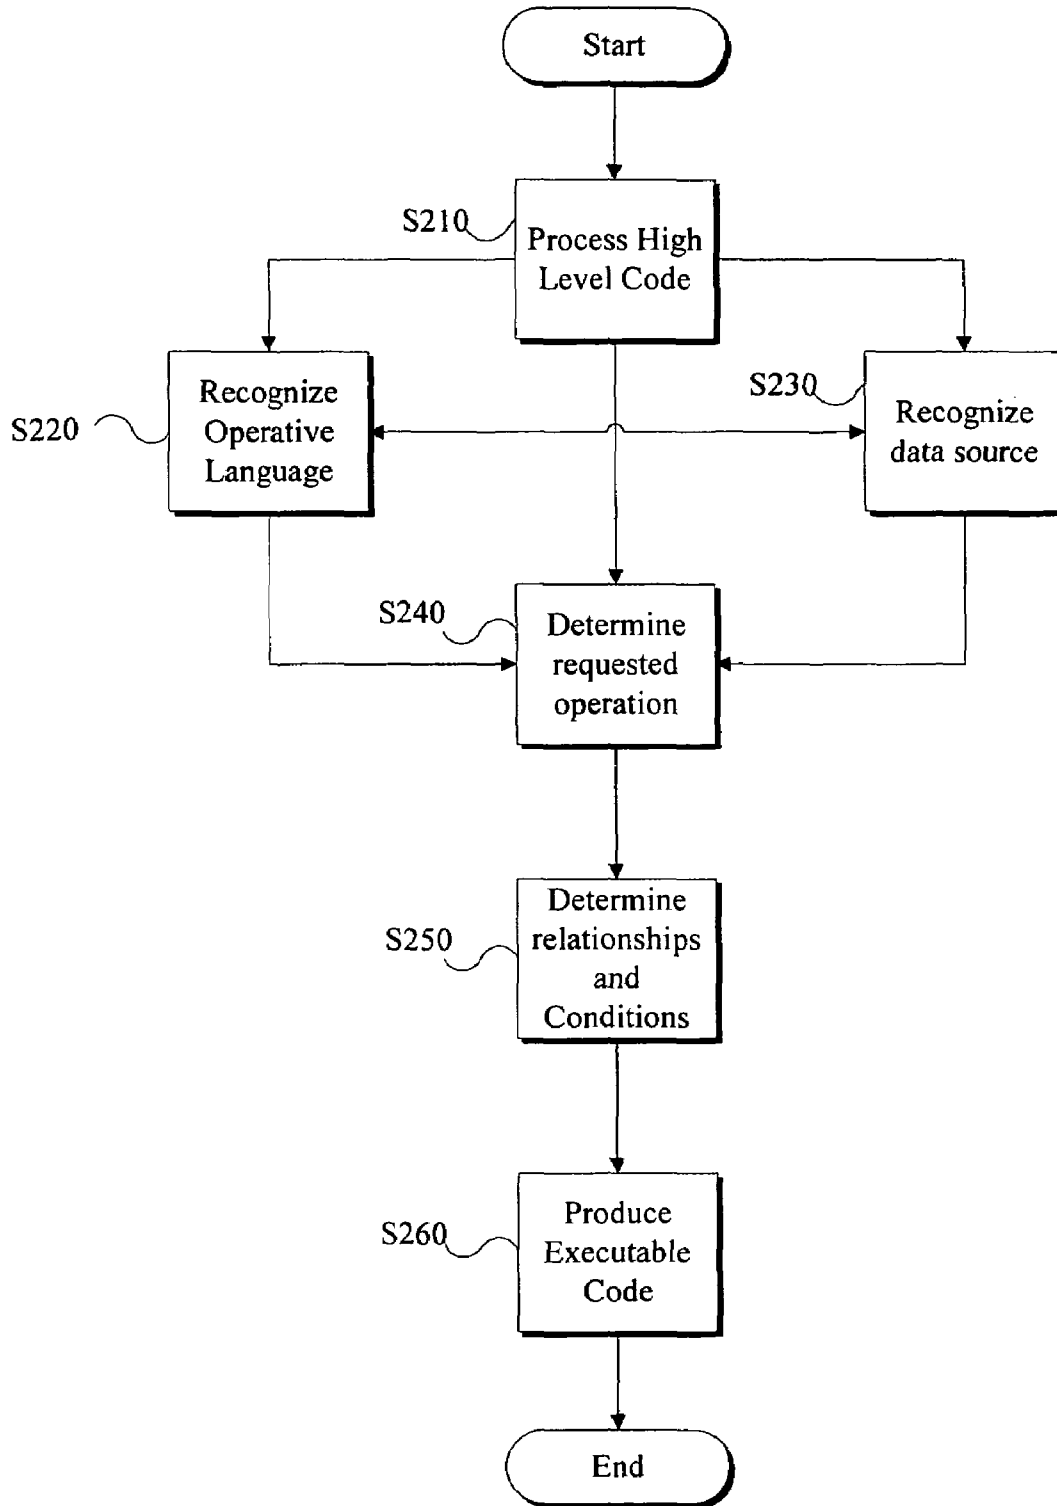 Start
S210
Process High
Level Code
S220
Recognize
Operative
Language
S230
Recognize
data source
S240
Determine
requested
operation
S250
Determine
relationships
and
Conditions
S260
Produce
Executable
Code
End